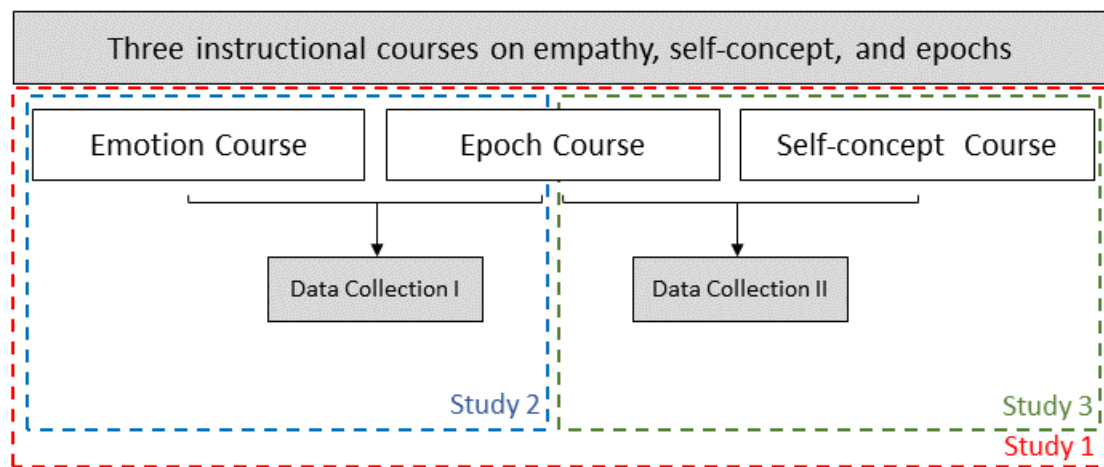 Three instructional courses on empathy, self-concept, and epochs
Emotion Course
Epoch Course
Self-concept Course
Data Collection I
Data Collection II
Study 2
Study 3
Study 1